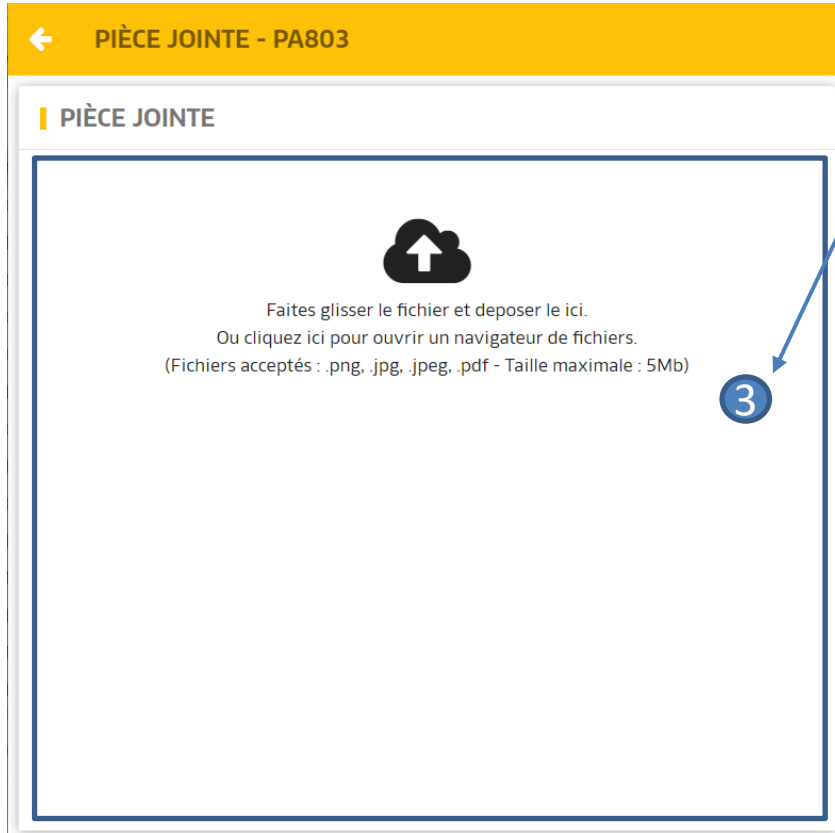 PIÈCE JOINTE - PA803
PIÈCE JOINTE
Faites glisser le fichier et deposer le ici.
Ou cliquez ici pour ouvrir un navigateur de fichiers.
(Fichiers acceptés : .png, .jpg, .jpeg, .pdf - Taille maximale : 5Mb)
3